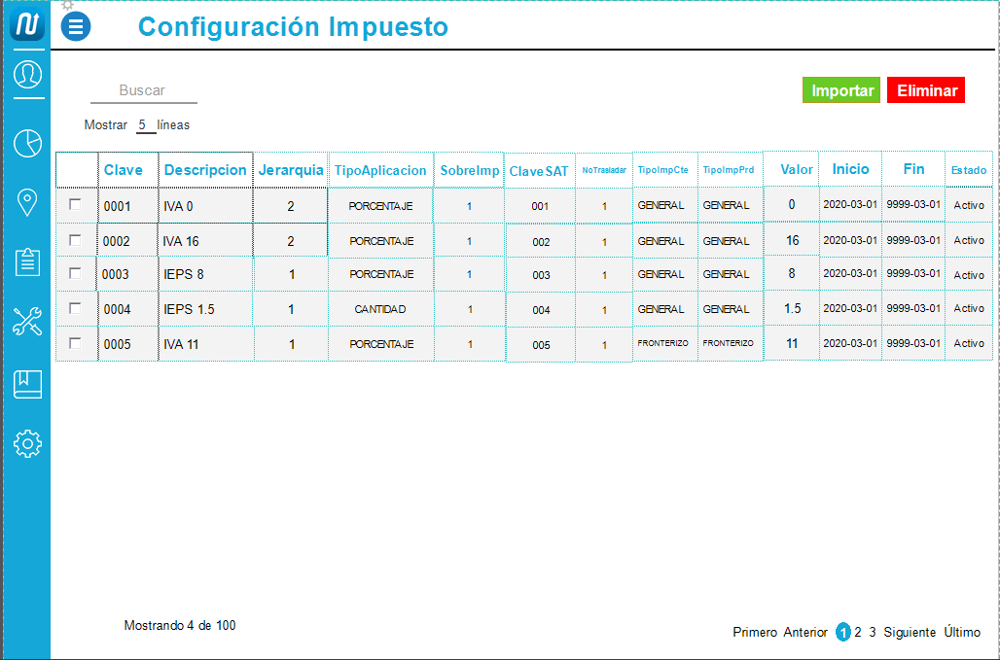 Configuración Impuesto
Buscar
Importar Eliminar
Mostrar 5 líneas
Clave Descripcion Jerarquia TipoAplicacion SobreImp ClaveSAT NoTrasladar TipoImpCte TipoImpPrd Valor Inicio Fin Estado
0001 IVA 0 2 PORCENTAJE 1 001 1 GENERAL GENERAL 0 2020-03-01 9999-03-01 Activo
0002 IVA 16 2 PORCENTAJE 1 002 1 GENERAL GENERAL 16 2020-03-01 9999-03-01 Activo
0003 IEPS 8 1 PORCENTAJE 1 003 1 GENERAL GENERAL 8 2020-03-01 9999-03-01 Activo
0004 IEPS 1.5 1 CANTIDAD 1 004 1 GENERAL GENERAL 1.5 2020-03-01 9999-03-01 Activo
0005 IVA 11 1 PORCENTAJE 1 005 1 FRONTERIZO FRONTERIZO 11 2020-03-01 9999-03-01 Activo
Mostrando 4 de 100
Primero Anterior 1 2 3 Siguiente Último